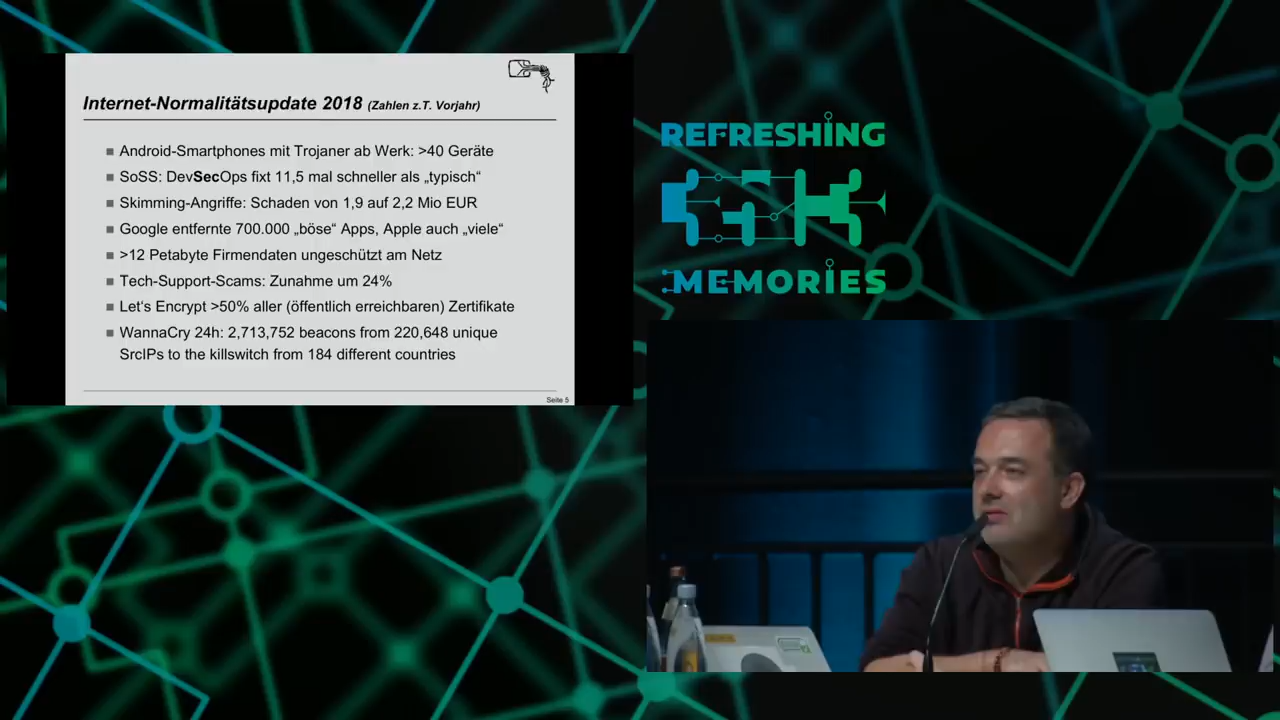 Internet-Normalitätsupdate 2018 (Zahlen z.T. Vorjahr)
Android-Smartphones mit Trojaner ab Werk: >40 Geräte
SoSS: DevSecOps fixt 11,5 mal schneller als „typisch“
Skimming-Angriffe: Schaden von 1,9 auf 2,2 Mio EUR
Google entfernte 700.000 „böse“ Apps, Apple auch „viele“
>12 Petabyte Firmendaten ungeschützt am Netz
Tech-Support-Scams: Zunahme um 24%
Let‘s Encrypt >50% aller (öffentlich erreichbaren) Zertifikate
WannaCry 24h: 2,713,752 beacons from 220,648 unique
SrcIPs to the killswitch from 184 different countries
Seite 5
REFRESHING
MEMORIES